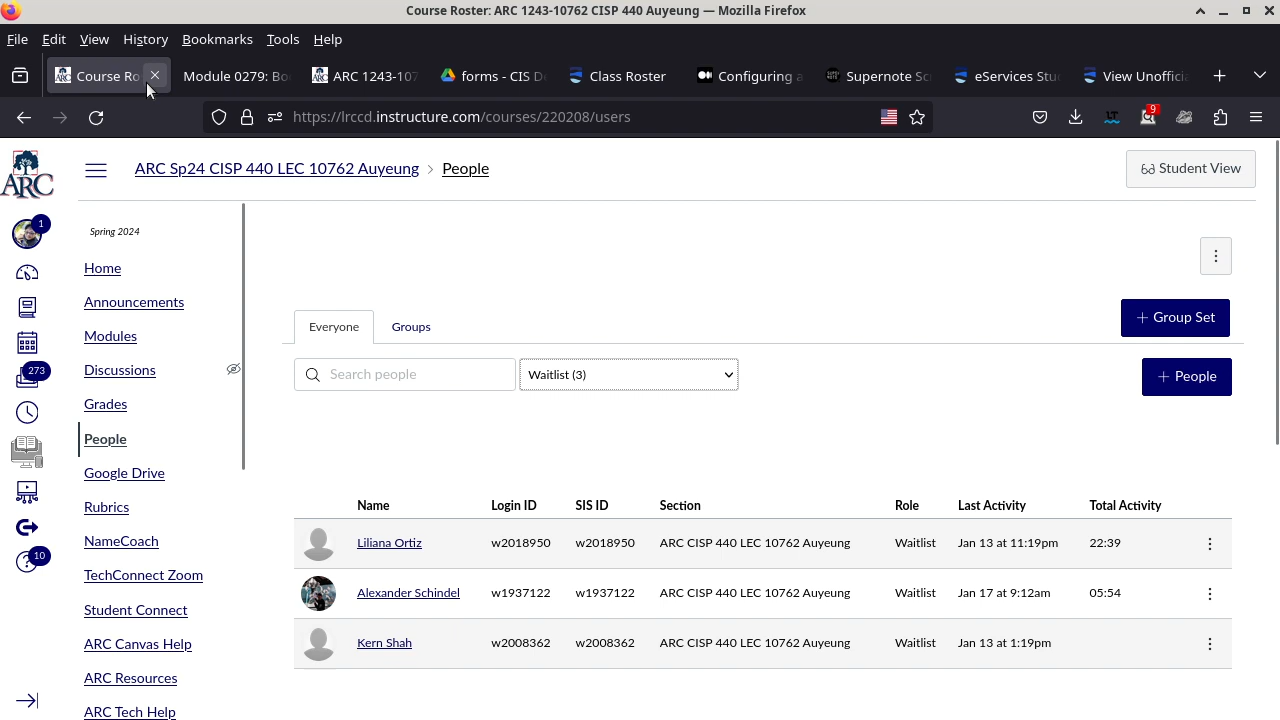 Course Roster: ARC 1243-10762 CISP 440 Auyeung — Mozilla Firefox
File Edit View History Bookmarks Tools Help
Course Ro Module 0279: Bo ARC 1243-107 forms - CIS D Class Roster Configuring a Supernote Sc eServices Stu View Unoffici
https://lrccd.instructure.com/courses/220208/users 9
ARC
ARC Sp24 CISP 440 LEC 10762 Auyeung > People
Student View
1
Spring 2024
Home
Announcements
Modules
Discussions
Grades
People
Google Drive
Rubrics
NameCoach
TechConnect Zoom
Student Connect
ARC Canvas Help
ARC Resources
ARC Tech Help
273
10
Everyone Groups + Group Set
Search people Waitlist (3) + People
Name Login ID SIS ID Section Role Last Activity Total Activity
Liliana Ortiz w2018950 w2018950 ARC CISP 440 LEC 10762 Auyeung Waitlist Jan 13 at 11:19pm 22:39
Alexander Schindel w1937122 w1937122 ARC CISP 440 LEC 10762 Auyeung Waitlist Jan 17 at 9:12am 05:54
Kern Shah w2008362 w2008362 ARC CISP 440 LEC 10762 Auyeung Waitlist Jan 13 at 1:19pm